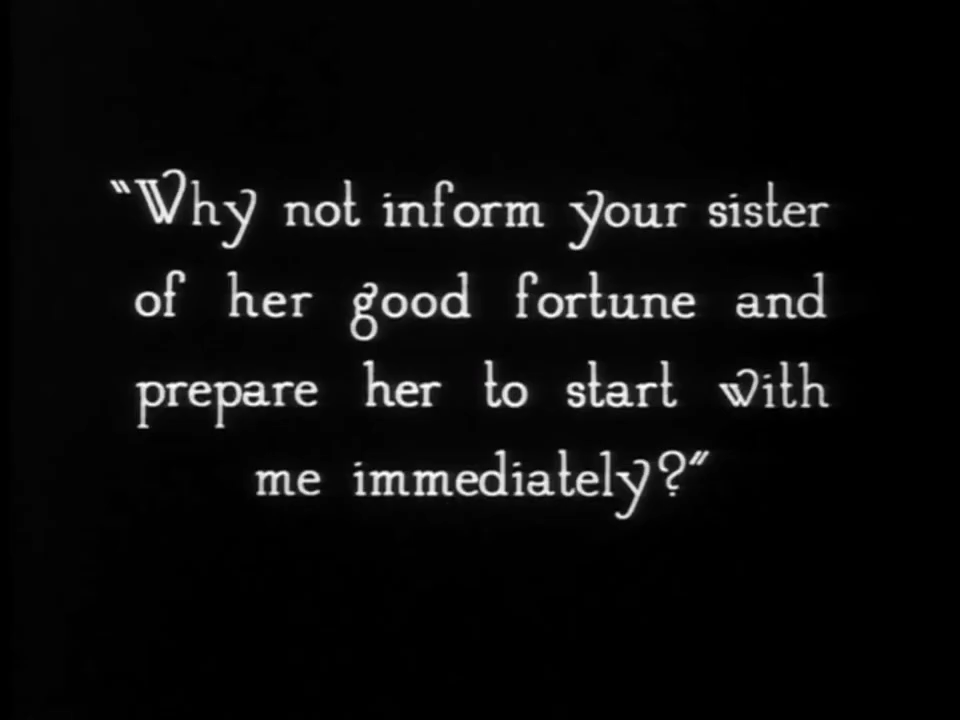 "Why not inform your sister
of her good fortune and
prepare her to start with
me immediately?"